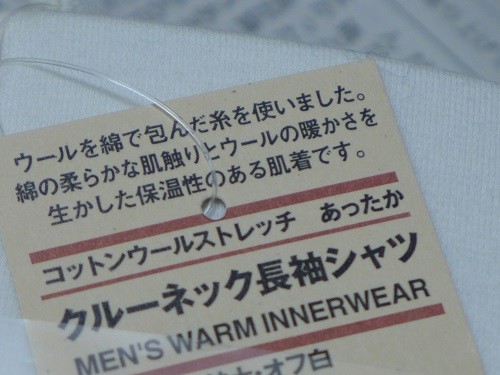 ウールを綿で包んだ糸を使いました。
綿の柔らかな肌触りとウールの暖かさを
生かした保温性のある肌着です。
コットンウールストレッチ あったか
クルーネック長袖シャツ
MEN'S WARM INNERWEAR
・オフ白